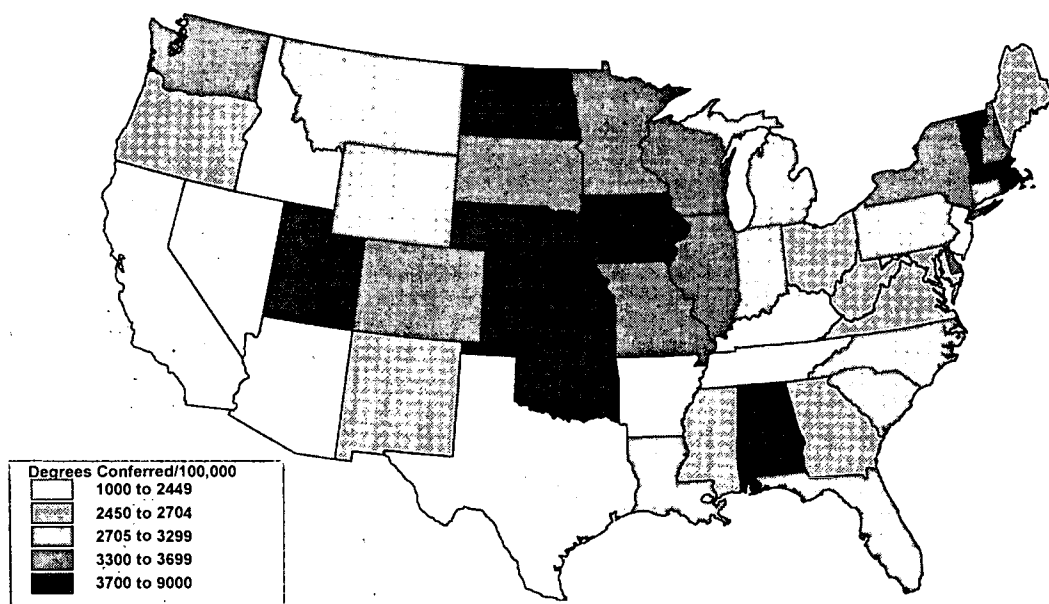 Degrees Conferred/100,000
1000 to 2449
2450 to 2704
2705 to 3299
3300 to 3699
3700 to 9000